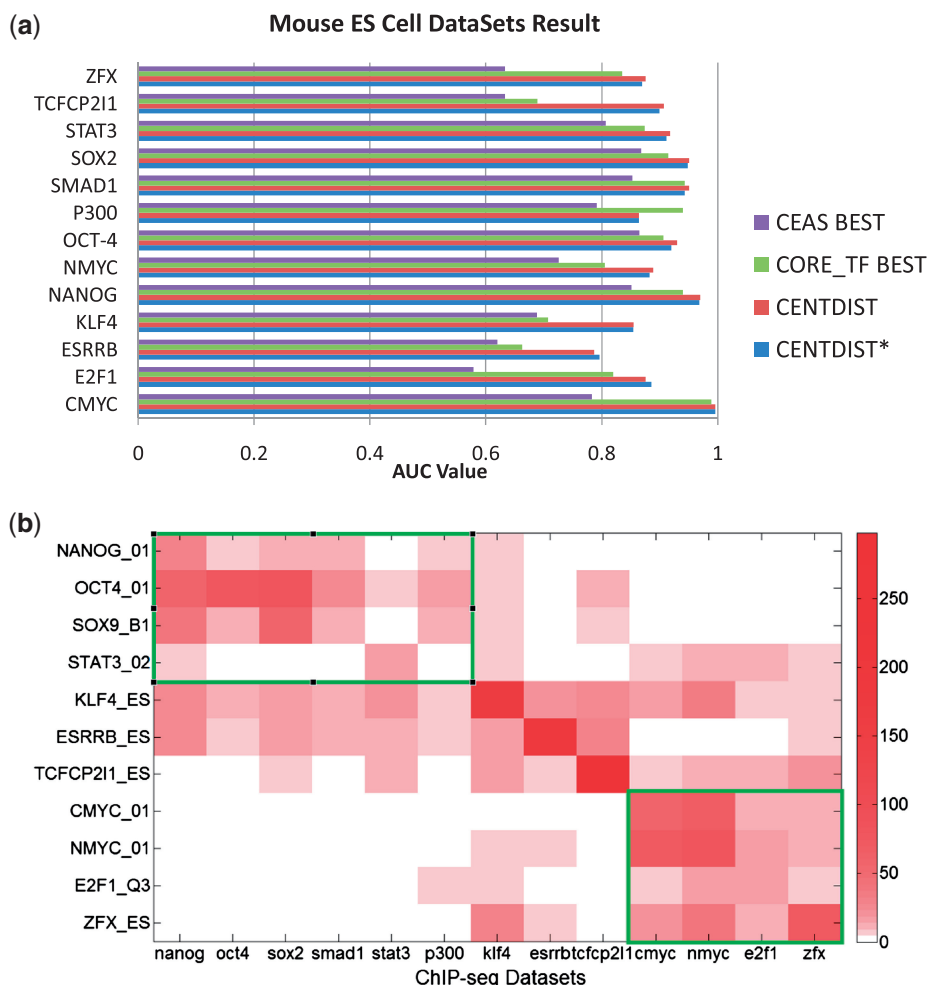 (a)
Mouse ES Cell DataSets Result
ZFX
TCFCP2I1
STAT3
SOX2
SMAD1
P300
OCT-4
NMYC
NANOG
KLF4
ESRRB
E2F1
CMYC
0 0.2 0.4 0.6 0.8 1
AUC Value
CEAS BEST
CORE_TF BEST
CENTDIST
CENTDIST*
(b)
NANOG_01
OCT4_01
SOX9_B1
STAT3_02
KLF4_ES
ESRRB_ES
TCFCP2I1_ES
CMYC_01
NMYC_01
E2F1_Q3
ZFX_ES
nanog oct4 sox2 smad1 stat3 p300 klf4 esrrb tcfcp2l1 cmyc nmyc e2f1 zfx
ChIP-seq Datasets
250
200
150
100
50
0